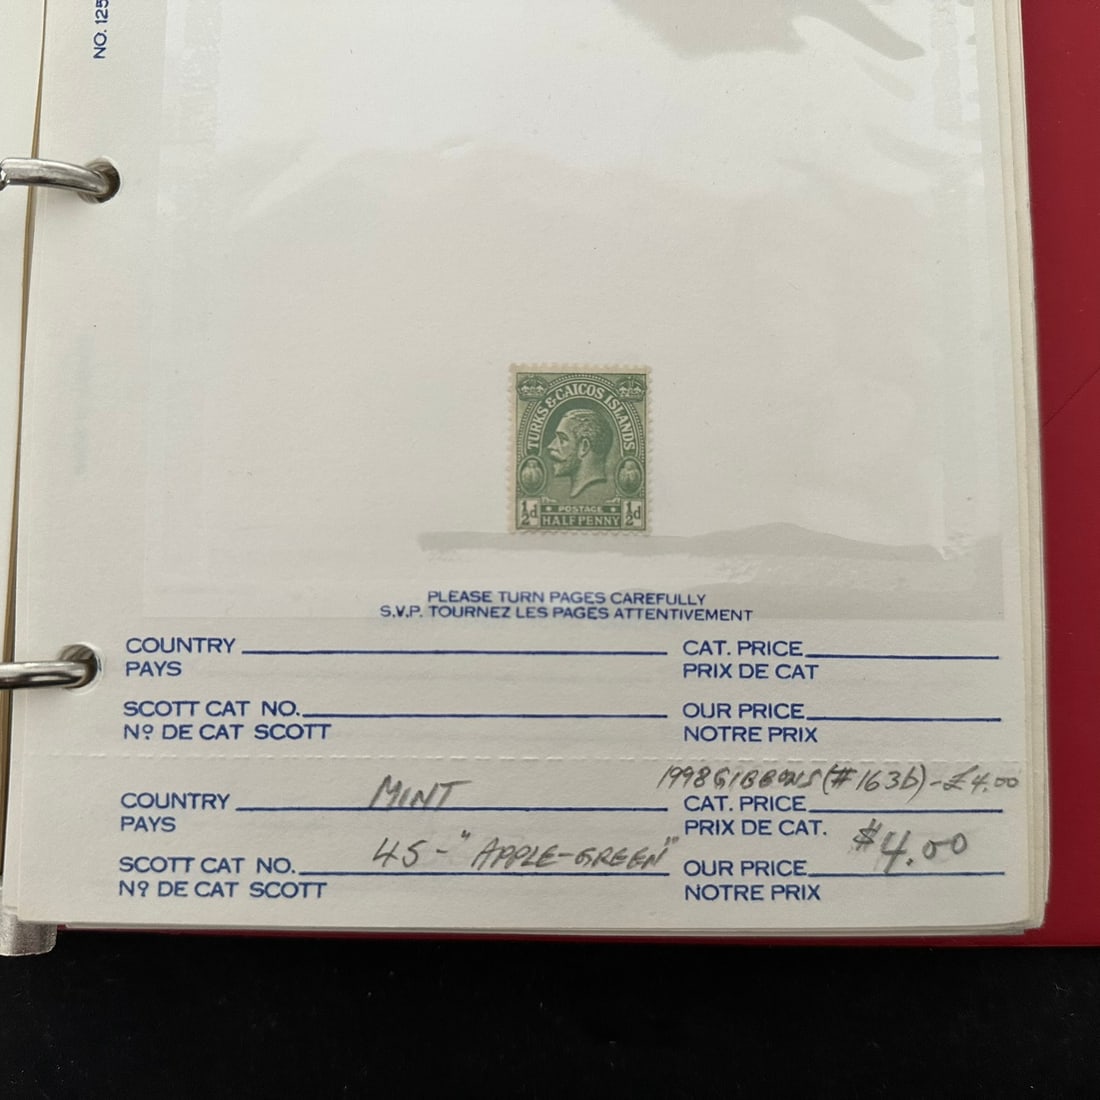 NO. 125
TURKS & CAICOS ISLANDS
POSTAGE
½d HALFPENNY ½d
PLEASE TURN PAGES CAREFULLY
S.V.P. TOURNEZ LES PAGES ATTENTIVEMENT
COUNTRY CAT. PRICE
PAYS PRIX DE CAT
SCOTT CAT NO. OUR PRICE
Nº DE CAT SCOTT NOTRE PRIX
1998 GIBBONS (#163b) - £4.00
COUNTRY MINT CAT. PRICE
PAYS PRIX DE CAT.
SCOTT CAT NO. 45 - "APPLE-GREEN" OUR PRICE $4.00
Nº DE CAT SCOTT NOTRE PRIX